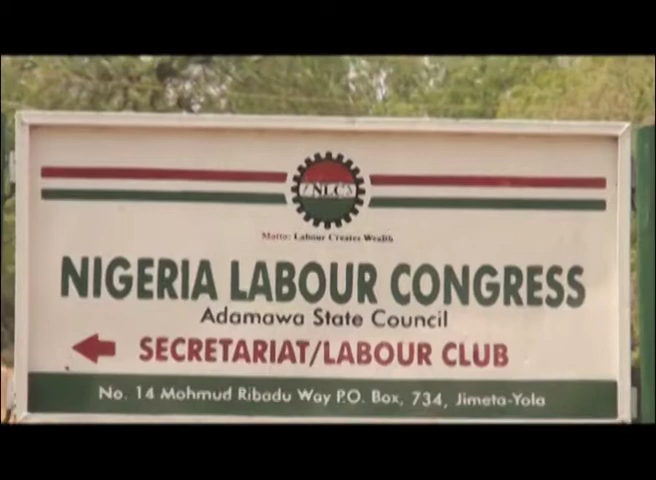 NLC
Motto: Labour Creates Wealth
NIGERIA LABOUR CONGRESS
Adamawa State Council
SECRETARIAT/LABOUR CLUB
No. 14 Mohmud Ribadu Way P.O. Box, 734, Jimeta-Yola